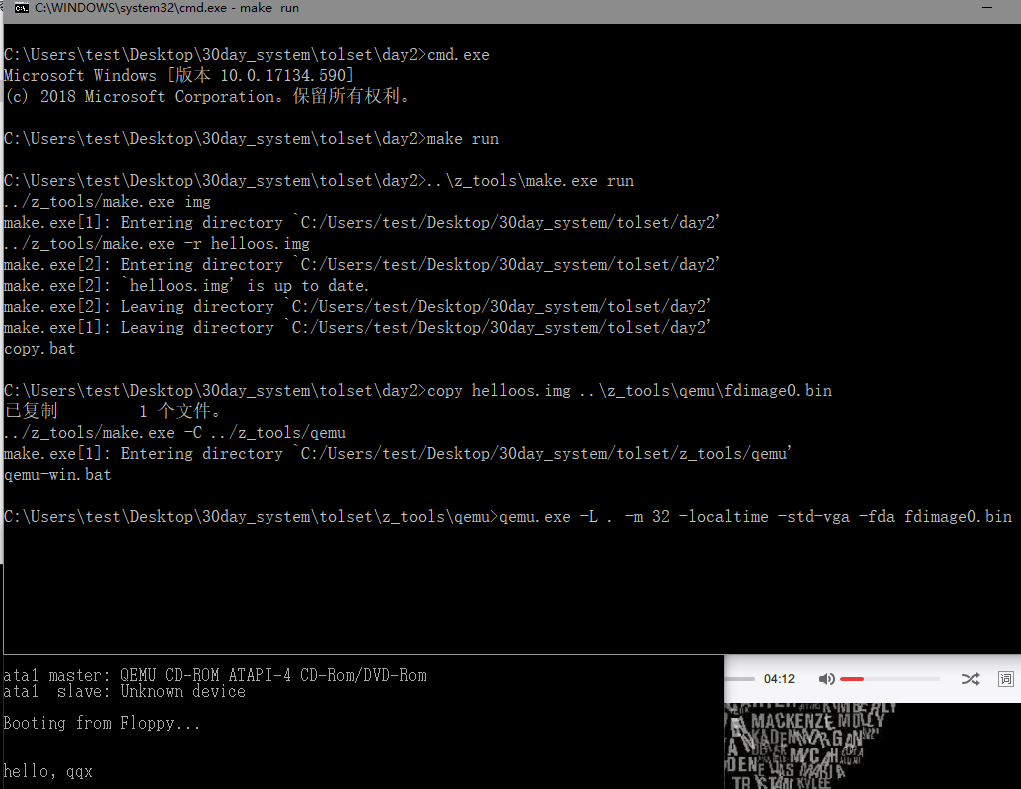 C:\WINDOWS\system32\cmd.exe - make run
C:\Users\test\Desktop\30day_system\tolset\day2>cmd.exe
Microsoft Windows [版本 10.0.17134.590]
(c) 2018 Microsoft Corporation。保留所有权利。
C:\Users\test\Desktop\30day_system\tolset\day2>make run
C:\Users\test\Desktop\30day_system\tolset\day2>..\z_tools\make.exe run
../z_tools/make.exe img
make.exe[1]: Entering directory `C:/Users/test/Desktop/30day_system/tolset/day2'
../z_tools/make.exe -r helloos.img
make.exe[2]: Entering directory `C:/Users/test/Desktop/30day_system/tolset/day2'
make.exe[2]: `helloos.img' is up to date.
make.exe[2]: Leaving directory `C:/Users/test/Desktop/30day_system/tolset/day2'
make.exe[1]: Leaving directory `C:/Users/test/Desktop/30day_system/tolset/day2'
copy.bat
C:\Users\test\Desktop\30day_system\tolset\day2>copy helloos.img ..\z_tools\qemu\fdimage0.bin
已复制         1 个文件。
../z_tools/make.exe -C ../z_tools/qemu
make.exe[1]: Entering directory `C:/Users/test/Desktop/30day_system/tolset/z_tools/qemu'
qemu-win.bat
C:\Users\test\Desktop\30day_system\tolset\z_tools\qemu>qemu.exe -L . -m 32 -localtime -std-vga -fda fdimage0.bin
ata1 master: QEMU CD-ROM ATAPI-4 CD-Rom/DVD-Rom
ata1  slave: Unknown device
Booting from Floppy...
hello, qqx
04:12
词
KIMBERLY
MACKENZE MOLLY